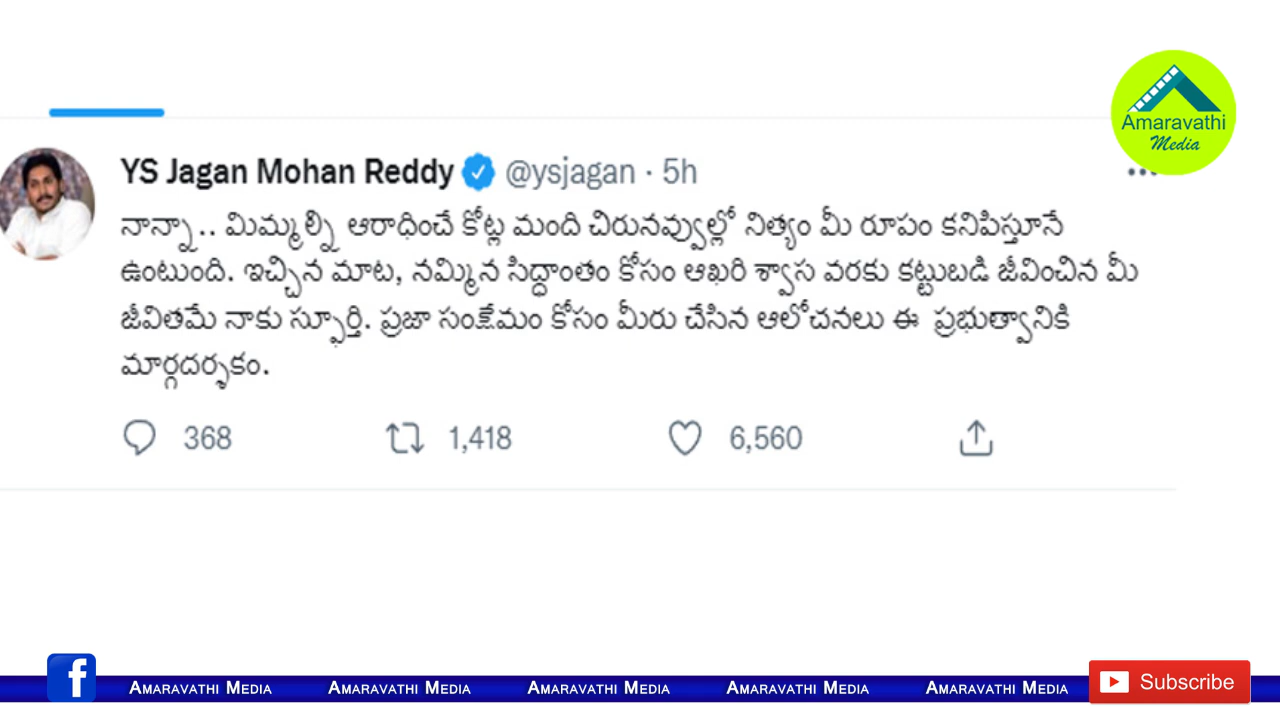 Amaravathi
Media
YS Jagan Mohan Reddy @ysjagan · 5h
నాన్నా.. మిమ్మల్ని ఆరాధించే కోట్ల మంది చిరునవ్వుల్లో నిత్యం మీ రూపం కనిపిస్తూనే
ఉంటుంది. ఇచ్చిన మాట, నమ్మిన సిద్ధాంతం కోసం ఆఖరి శ్వాస వరకు కట్టుబడి జీవించిన మీ
జీవితమే నాకు స్ఫూర్తి. ప్రజా సంక్షేమం కోసం మీరు చేసిన ఆలోచనలు ఈ ప్రభుత్వానికి
మార్గదర్శకం.
368 1,418 6,560
f Amaravathi Media Amaravathi Media Amaravathi Media Amaravathi Media Amaravathi Media Subscribe